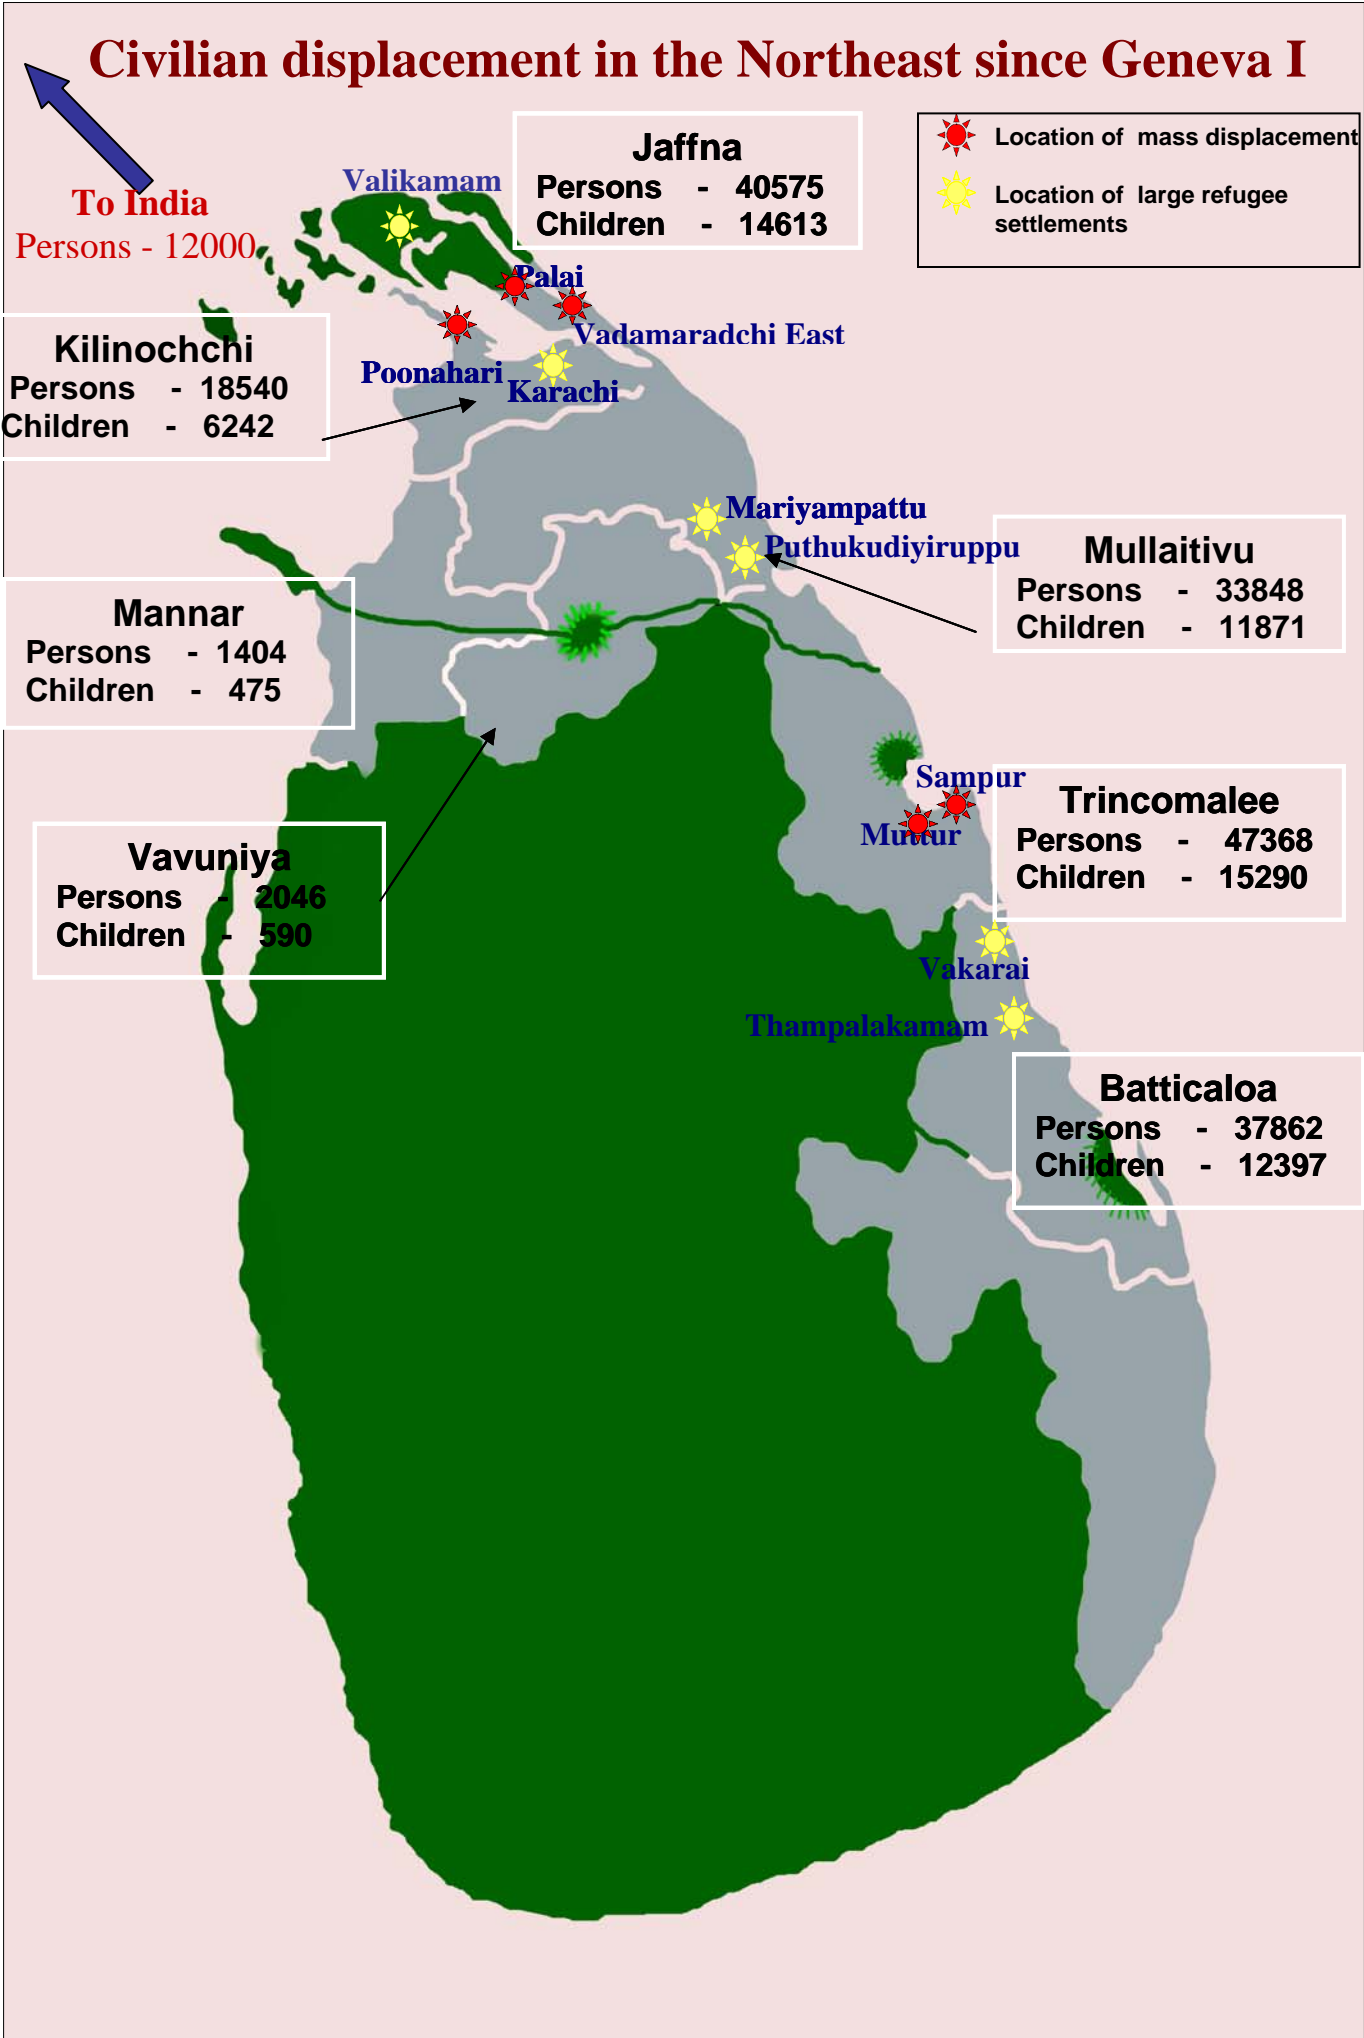 Civilian displacement in the Northeast since Geneva I
Location of mass displacement
Location of large refugee
settlements
To India
Persons - 12000
Valikamam
Jaffna
Persons - 40575
Children - 14613
Palai
Vadamaradchi East
Poonahari
Karachi
Kilinochchi
Persons - 18540
Children - 6242
Mariyampattu
Puthukudiyiruppu
Mullaitivu
Persons - 33848
Children - 11871
Mannar
Persons - 1404
Children - 475
Sampur
Muttur
Trincomalee
Persons - 47368
Children - 15290
Vavuniya
Persons - 2046
Children - 590
Vakarai
Thampalakamam
Batticaloa
Persons - 37862
Children - 12397